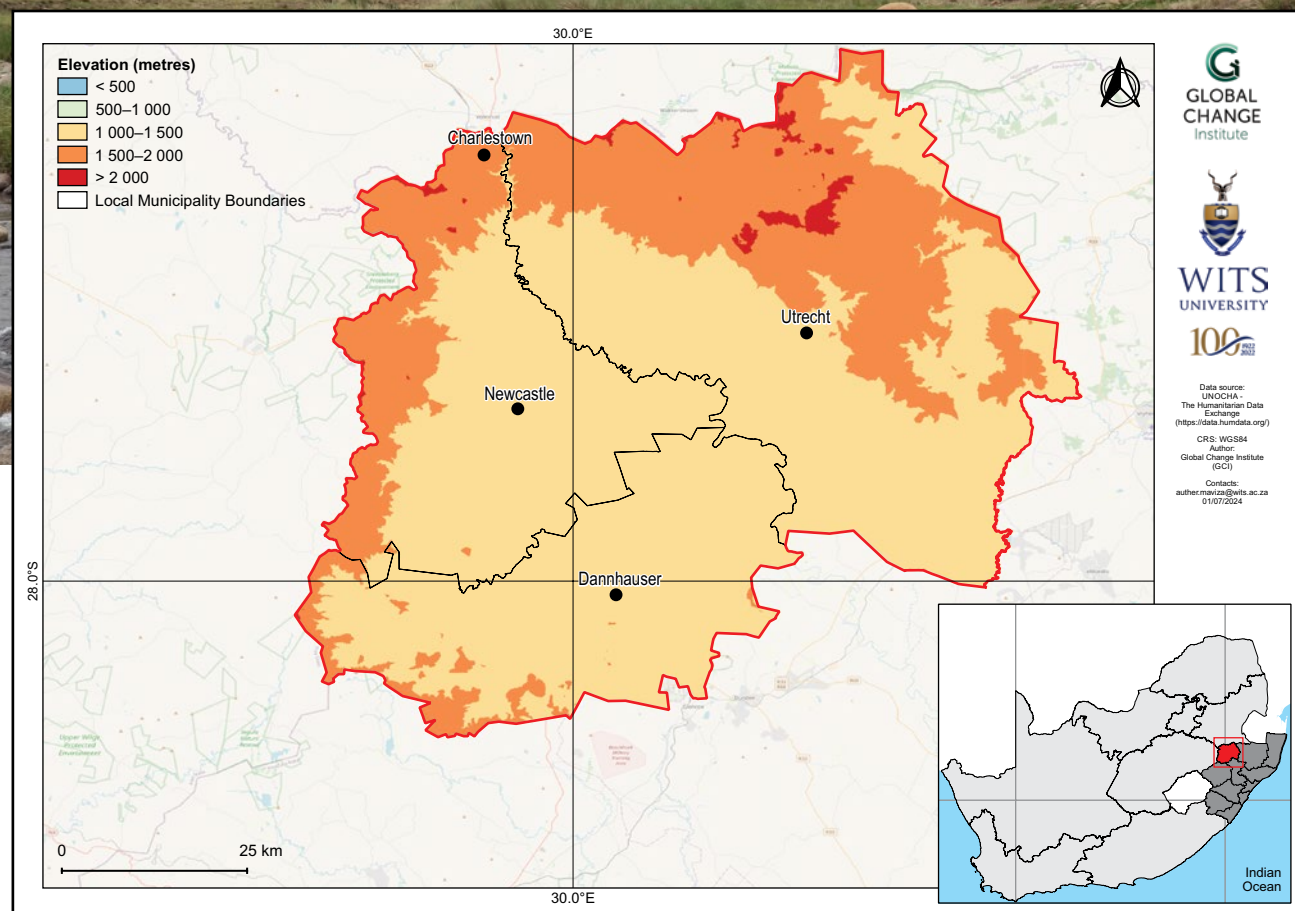 30.0°E
Elevation (metres)
< 500
500–1 000
1 000–1 500
1 500–2 000
> 2 000
Local Municipality Boundaries
Charlestown
Utrecht
Newcastle
28.0°S
Dannhauser
0 25 km
30.0°E
Indian
Ocean
GLOBAL
CHANGE
Institute
WITS
UNIVERSITY
100 1922
2022
Data source:
UNOCHA -
The Humanitarian Data
Exchange
(https://data.humdata.org/)
CRS: WGS84
Author:
Global Change Institute
(GCI)
Contacts:
auther.maviza@wits.ac.za
01/07/2024